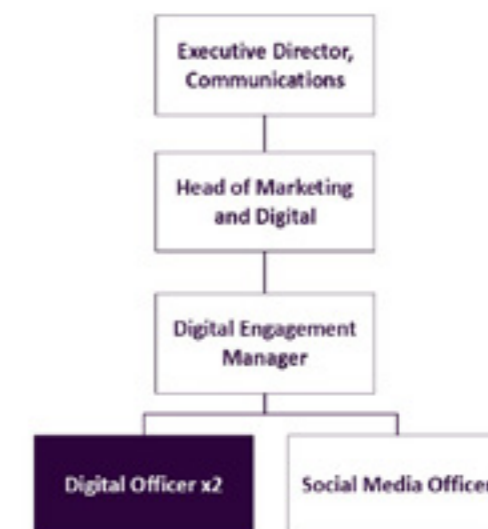 Executive Director,
Communications
Head of Marketing
and Digital
Digital Engagement
Manager
Digital Officer x2
Social Media Officer